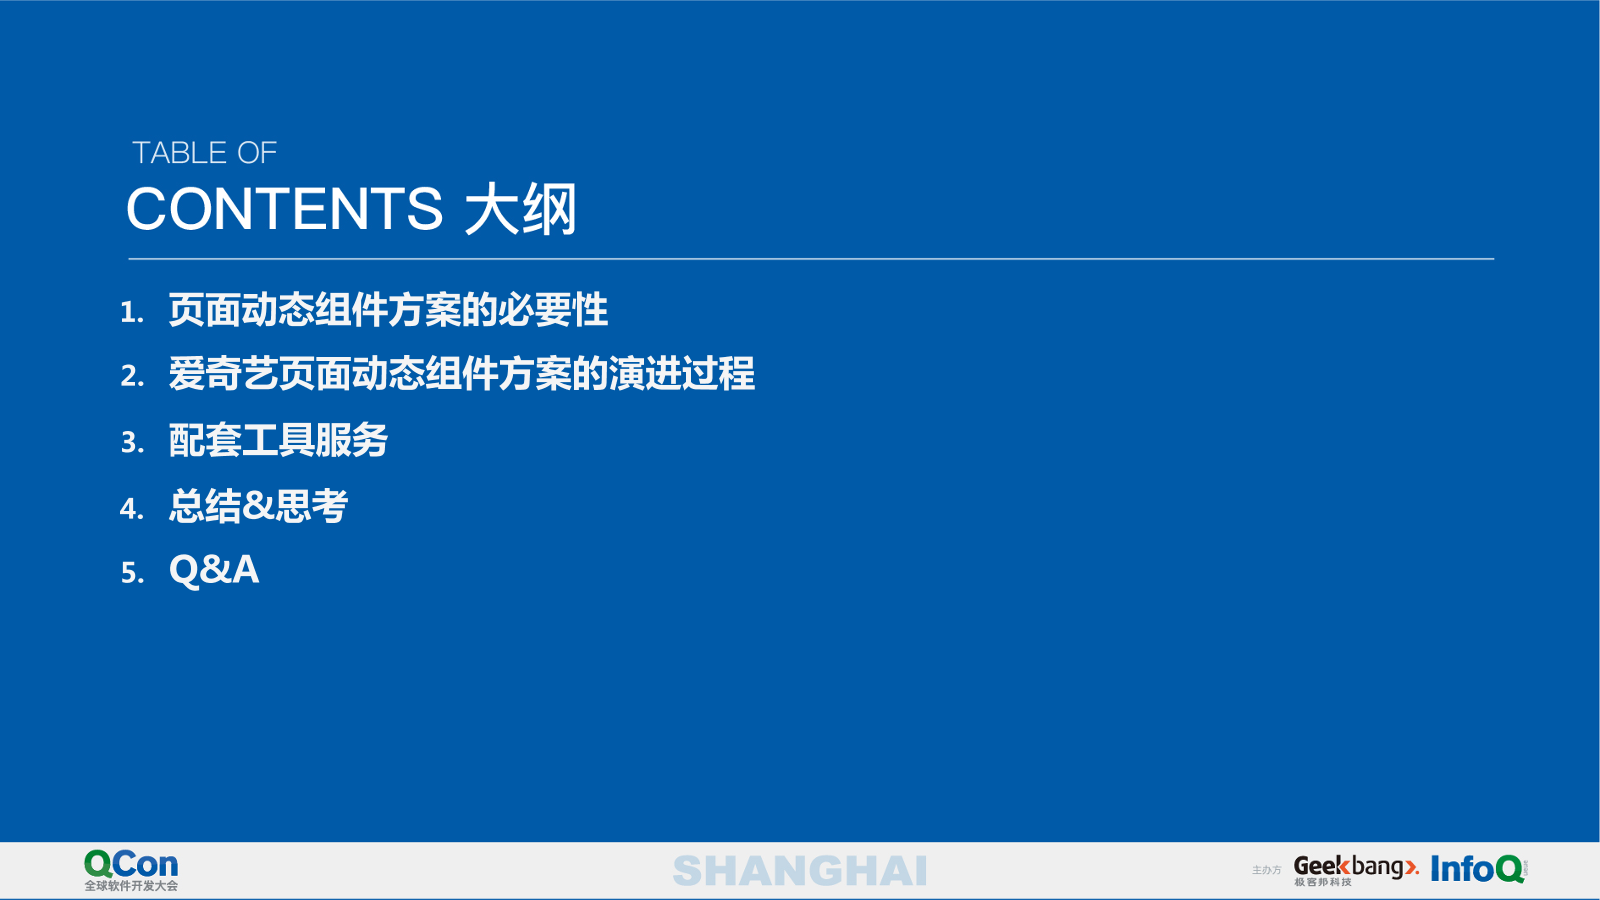 TABLE OF
CONTENTS 大纲
1. 页面动态组件方案的必要性
2. 爱奇艺页面动态组件方案的演进过程
3. 配套工具服务
4. 总结&思考
5. Q&A
QCon
全球软件开发大会
SHANGHAI
主办方
Geekbang>.
极客邦科技
InfoQ